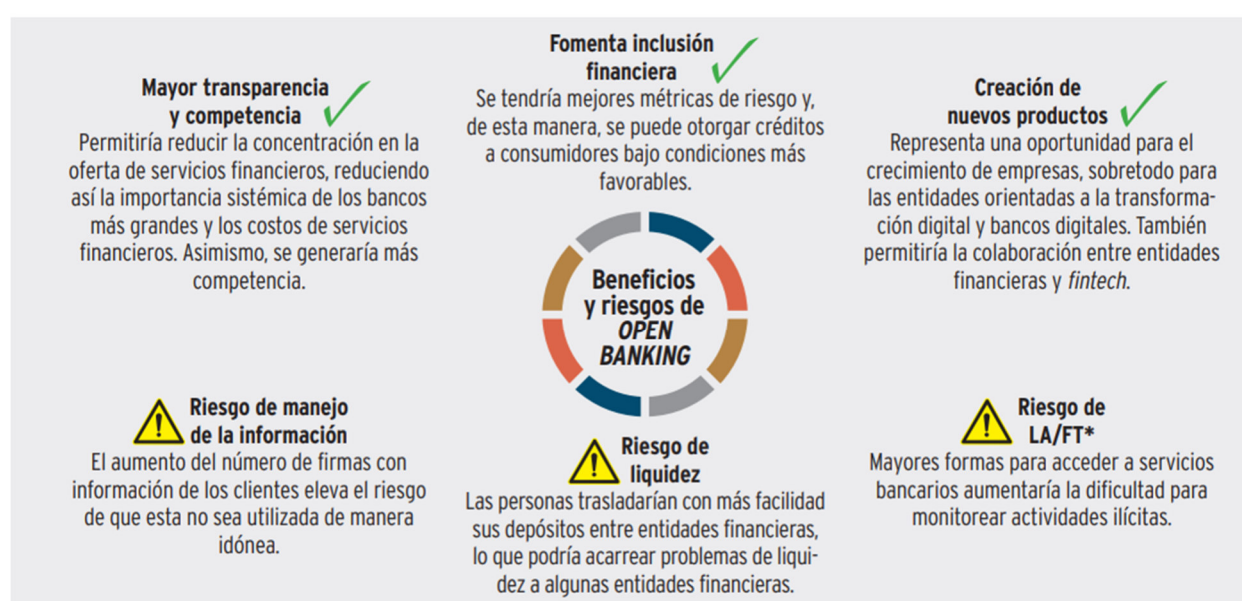 Mayor transparencia
y competencia
Permitiría reducir la concentración en la
oferta de servicios financieros, reduciendo
así la importancia sistémica de los bancos
más grandes y los costos de servicios
financieros. Asimismo, se generaría más
competencia.
Fomenta inclusión
financiera
Se tendría mejores métricas de riesgo y,
de esta manera, se puede otorgar créditos
a consumidores bajo condiciones más
favorables.
Creación de
nuevos productos
Representa una oportunidad para el
crecimiento de empresas, sobretodo para
las entidades orientadas a la transforma-
ción digital y bancos digitales. También
permitiría la colaboración entre entidades
financieras y fintech.
Beneficios
y riesgos de
OPEN
BANKING
Riesgo de manejo
de la información
El aumento del número de firmas con
información de los clientes eleva el riesgo
de que esta no sea utilizada de manera
idónea.
Riesgo de
liquidez
Las personas trasladarían con más facilidad
sus depósitos entre entidades financieras,
lo que podría acarrear problemas de liqui-
dez a algunas entidades financieras.
Riesgo de
LA/FT*
Mayores formas para acceder a servicios
bancarios aumentaría la dificultad para
monitorear actividades ilícitas.